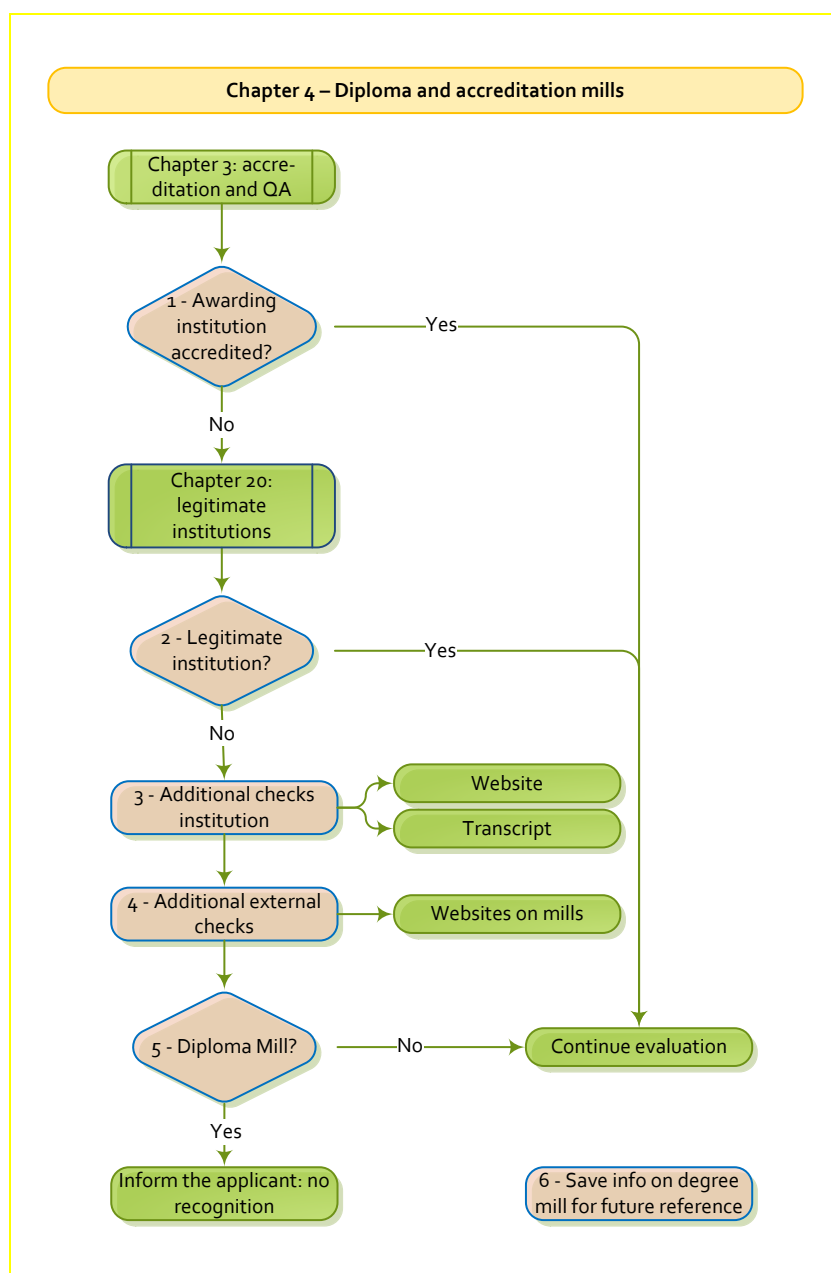 Chapter 4 – Diploma and accreditation mills
Chapter 3: accre-
ditation and QA
1 - Awarding
institution
accredited?
Yes
No
Chapter 20:
legitimate
institutions
2 - Legitimate
institution?
Yes
No
3 - Additional checks
institution
Website
Transcript
4 - Additional external
checks
Websites on mills
5 - Diploma Mill?
No
Continue evaluation
Yes
Inform the applicant: no
recognition
6 - Save info on degree
mill for future reference